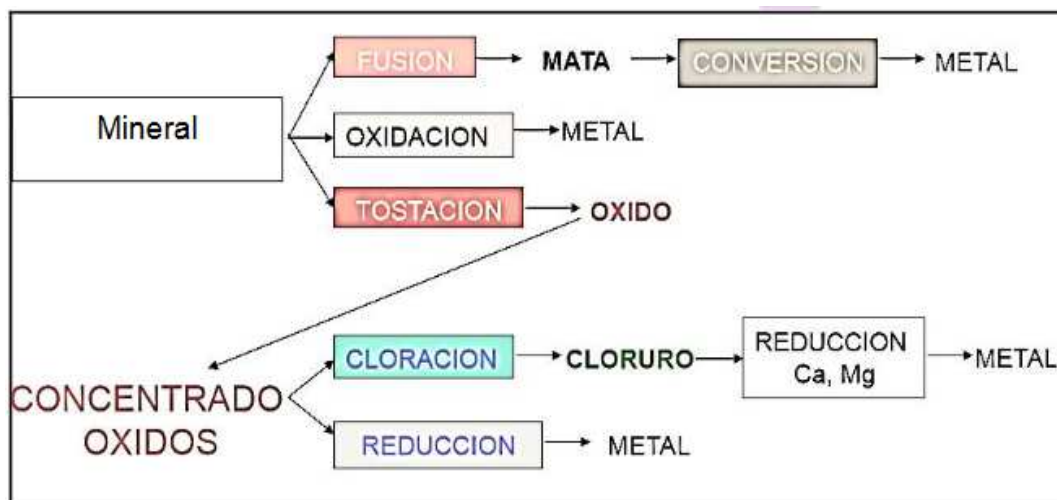 FUSION
MATA
CONVERSION
METAL
Mineral
OXIDACION
METAL
TOSTACION
OXIDO
CLORACION
CLORURO
REDUCCION
Ca, Mg
METAL
CONCENTRADO
OXIDOS
REDUCCION
METAL